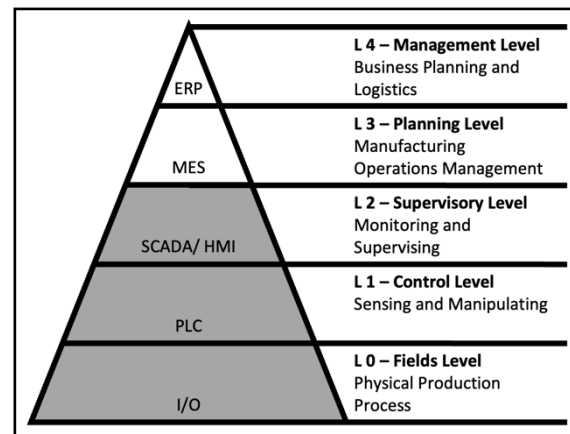 ERP
L 4 – Management Level
Business Planning and
Logistics
MES
L 3 – Planning Level
Manufacturing
Operations Management
SCADA/ HMI
L 2 – Supervisory Level
Monitoring and
Supervising
PLC
L 1 – Control Level
Sensing and Manipulating
I/O
L 0 – Fields Level
Physical Production
Process